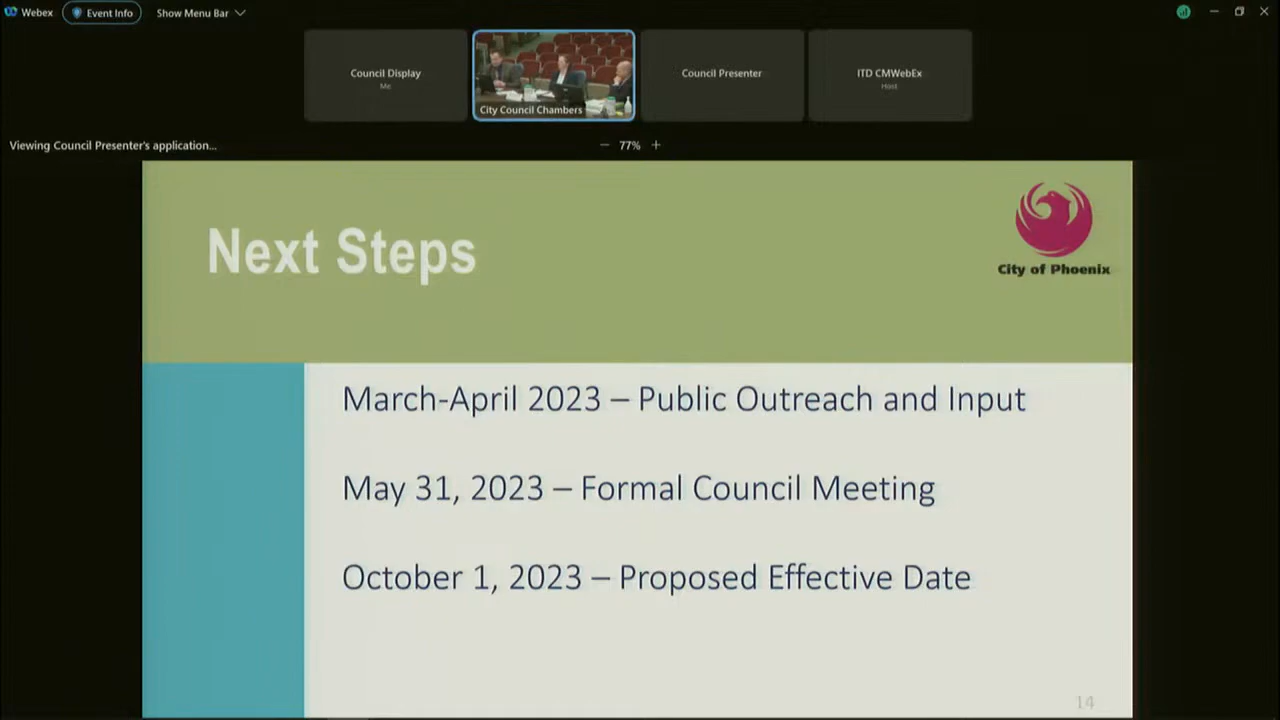 Webex
Event Info
Show Menu Bar
Council Display
Me
City Council Chambers
Council Presenter
ITD CMWebEx
Host
Viewing Council Presenter's application...
77%
Next Steps
City of Phoenix
March-April 2023 – Public Outreach and Input
May 31, 2023 – Formal Council Meeting
October 1, 2023 – Proposed Effective Date
14